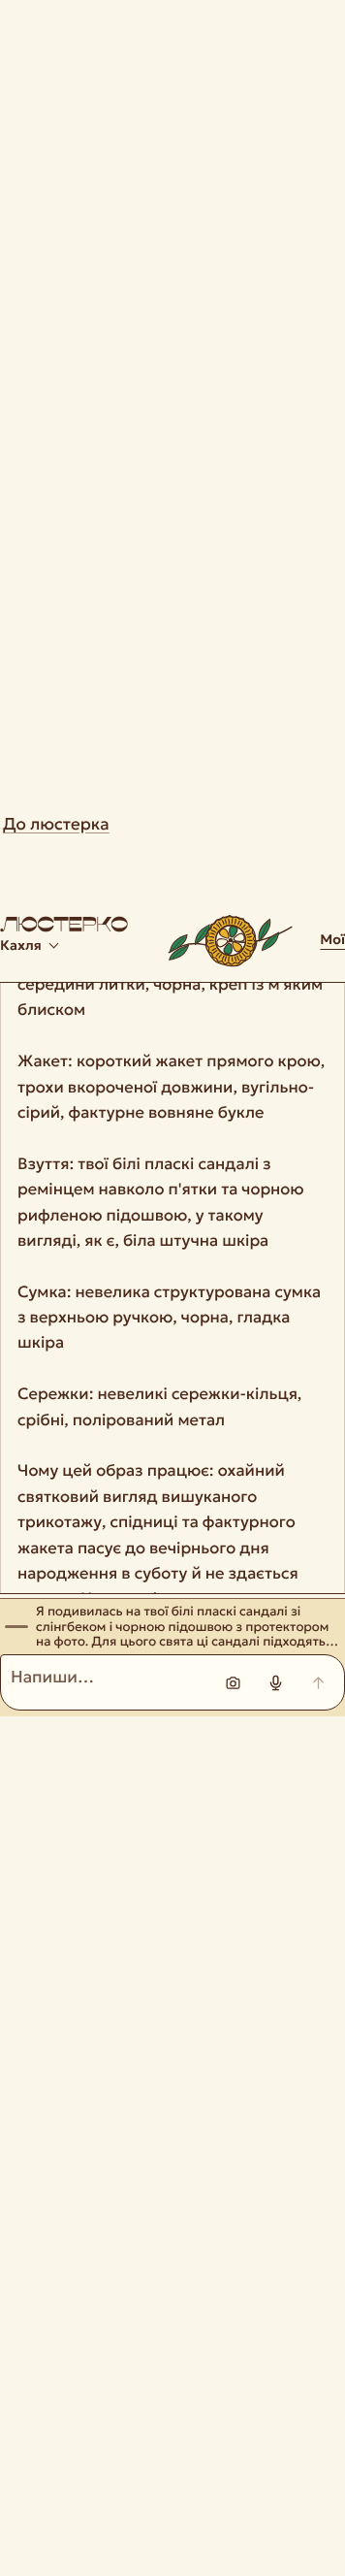 До люстерка
ЛЮСТЕРКО
Кахля
Мої
середини литки, чорна, креп із м'яким
блиском
Жакет: короткий жакет прямого крою,
трохи вкороченої довжини, вугільно-
сірий, фактурне вовняне букле
Взуття: твої білі пласкі сандалі з
ремінцем навколо п'ятки та чорною
рифленою підошвою, у такому
вигляді, як є, біла штучна шкіра
Сумка: невелика структурована сумка
з верхньою ручкою, чорна, гладка
шкіра
Сережки: невеликі сережки-кільця,
срібні, полірований метал
Чому цей образ працює: охайний
святковий вигляд вишуканого
трикотажу, спідниці та фактурного
жакета пасує до вечірнього дня
народження в суботу й не здається
Я подивилась на твої білі пласкі сандалі зі
слінгбеком і чорною підошвою з протектором
на фото. Для цього свята ці сандалі підходять…
Напиши…